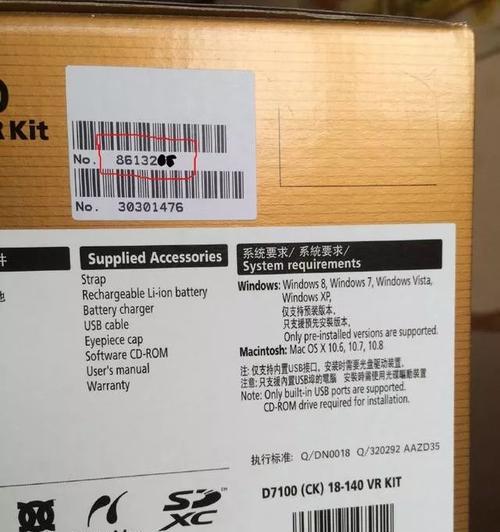 R Kit
No. 86132
No. 30301476
件
Supplied Accessories
Strap
Rechargeable Li-ion battery
Battery charger
USB cable
Eyepiece cap
Software CD-ROM
User's manual
Warranty
系统要求/ 系統要求/
System requirements
Windows: Windows 8, Windows 7, Windows Vista,
Windows XP,
仅支持预装版本。
只支援預先安裝版本。
Only pre-installed versions are supported.
Macintosh: Mac OS X 10.6, 10.7, 10.8
注: 仅支持内置USB接口。安装时需要光盘驱动装置。
注意: 只支援內置USB埠的電腦 安裝時需使用光碟驅動裝置
Note: Only built-in USB ports are supported.
CD-ROM drive required for installation.
执行标准: Q/DN0018 Q/320292 AAZD35
SD
XC
D7100 (CK) 18-140 VR KIT